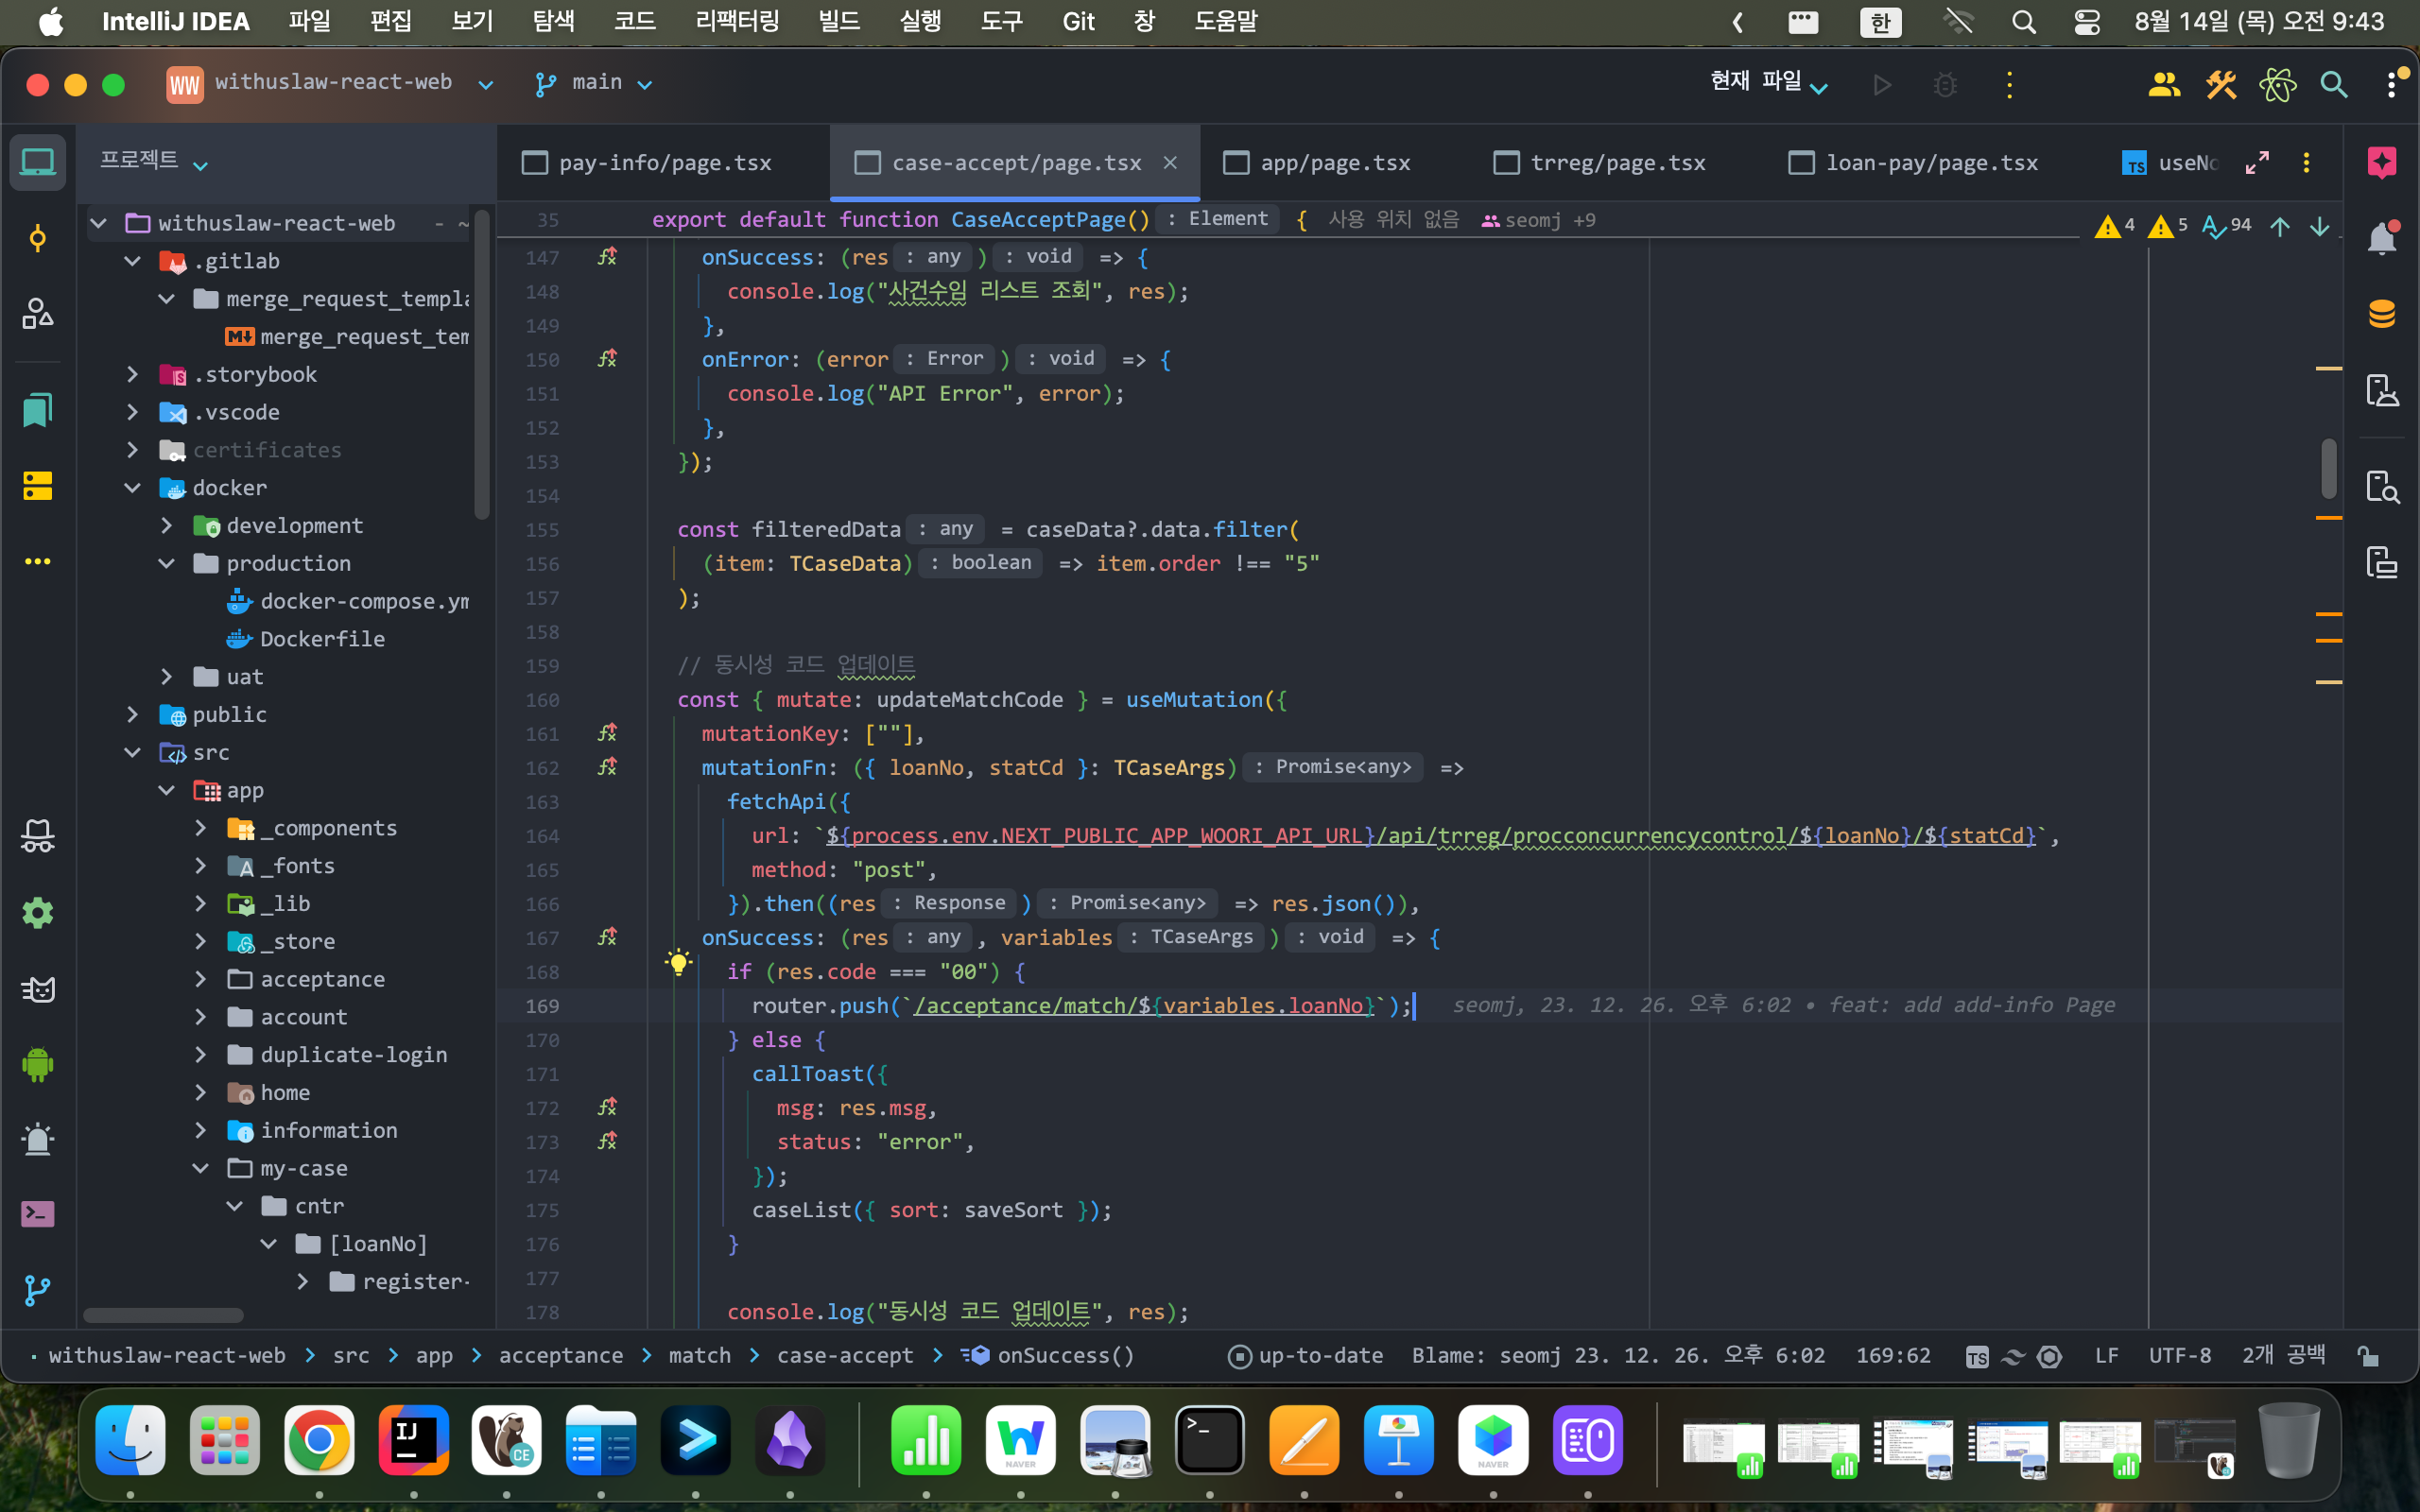 IntelliJ IDEA 파일 편집 보기 탐색 코드 리팩터링 빌드 실행 도구 Git 창 도움말 한 8월 14일 (목) 오전 9:43
WW withuslaw-react-web main 현재 파일
프로젝트 pay-info/page.tsx case-accept/page.tsx app/page.tsx trreg/page.tsx loan-pay/page.tsx TS useNo
withuslaw-react-web - ~
.gitlab
merge_request_templa
merge_request_tem
.storybook
.vscode
certificates
docker
development
production
docker-compose.ym
Dockerfile
uat
public
src
app
_components
_fonts
_lib
_store
acceptance
account
duplicate-login
home
information
my-case
cntr
[loanNo]
register-
35 export default function CaseAcceptPage() : Element { 사용 위치 없음 seomj +9 4 5 94
147 onSuccess: (res : any ) : void => {
148 console.log("사건수임 리스트 조회", res);
149 },
150 onError: (error : Error ) : void => {
151 console.log("API Error", error);
152 },
153 });
154
155 const filteredData : any = caseData?.data.filter(
156 (item: TCaseData) : boolean => item.order !== "5"
157 );
158
159 // 동시성 코드 업데이트
160 const { mutate: updateMatchCode } = useMutation({
161 mutationKey: [""],
162 mutationFn: ({ loanNo, statCd }: TCaseArgs) : Promise<any> =>
163 fetchApi({
164 url: `${process.env.NEXT_PUBLIC_APP_WOORI_API_URL}/api/trreg/procconcurrencycontrol/${loanNo}/${statCd}`,
165 method: "post",
166 }).then((res : Response ) : Promise<any> => res.json()),
167 onSuccess: (res : any , variables : TCaseArgs ) : void => {
168 if (res.code === "00") {
169 router.push(`/acceptance/match/${variables.loanNo}`); seomj, 23. 12. 26. 오후 6:02 • feat: add add-info Page
170 } else {
171 callToast({
172 msg: res.msg,
173 status: "error",
174 });
175 caseList({ sort: saveSort });
176 }
177
178 console.log("동시성 코드 업데이트", res);
withuslaw-react-web > src > app > acceptance > match > case-accept > onSuccess() up-to-date Blame: seomj 23. 12. 26. 오후 6:02 169:62 TS LF UTF-8 2개 공백
IJ CE NAVER NAVER